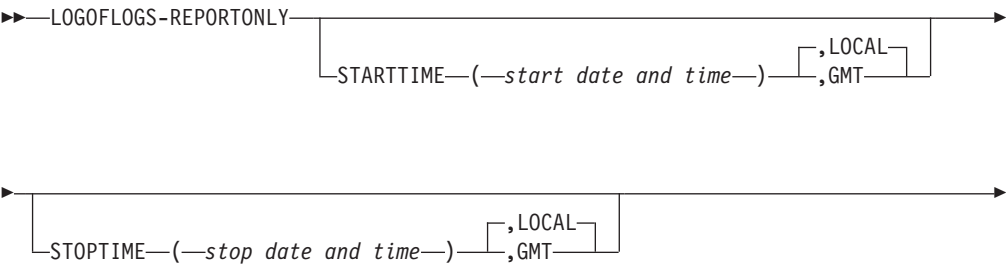 LOGOFLOGS-REPORTONLY
,LOCAL
STARTTIME (start date and time) ,GMT
,LOCAL
STOPTIME (stop date and time) ,GMT